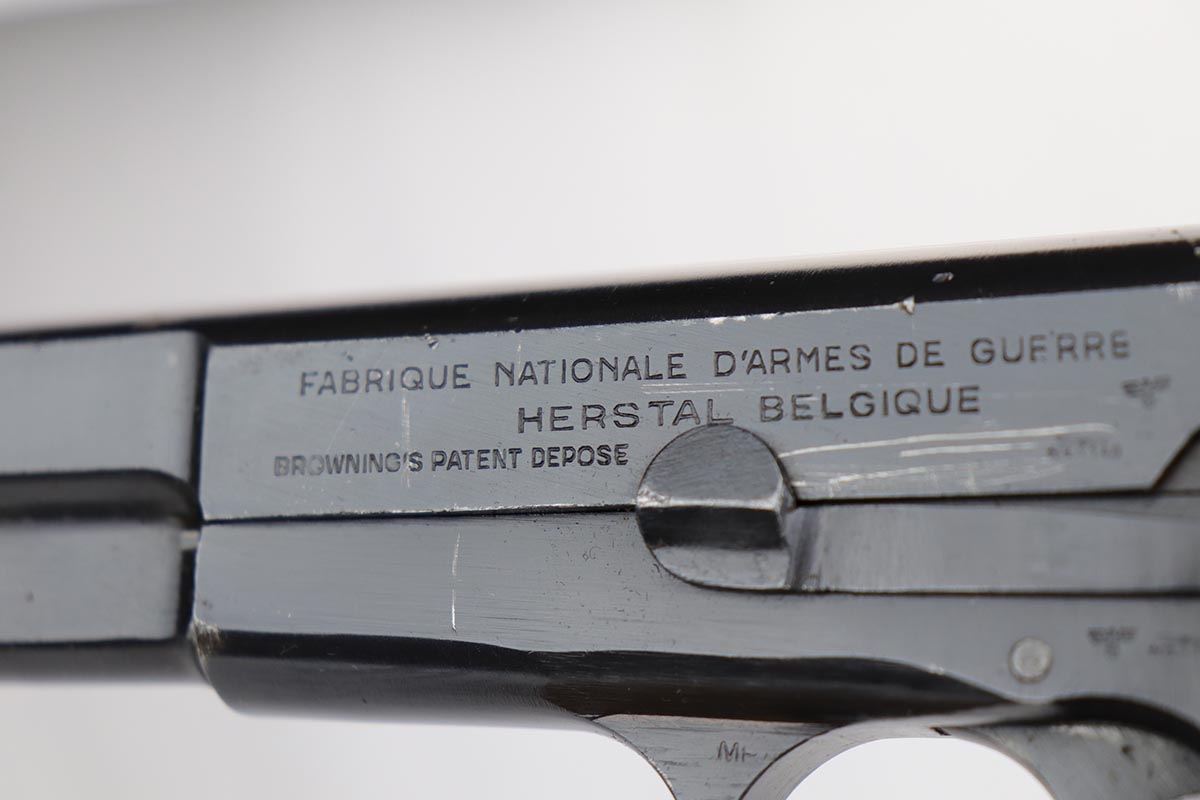 FABRIQUE NATIONALE D'ARMES DE GUERRE
HERSTAL BELGIQUE
BROWNING'S PATENT DEPOSE